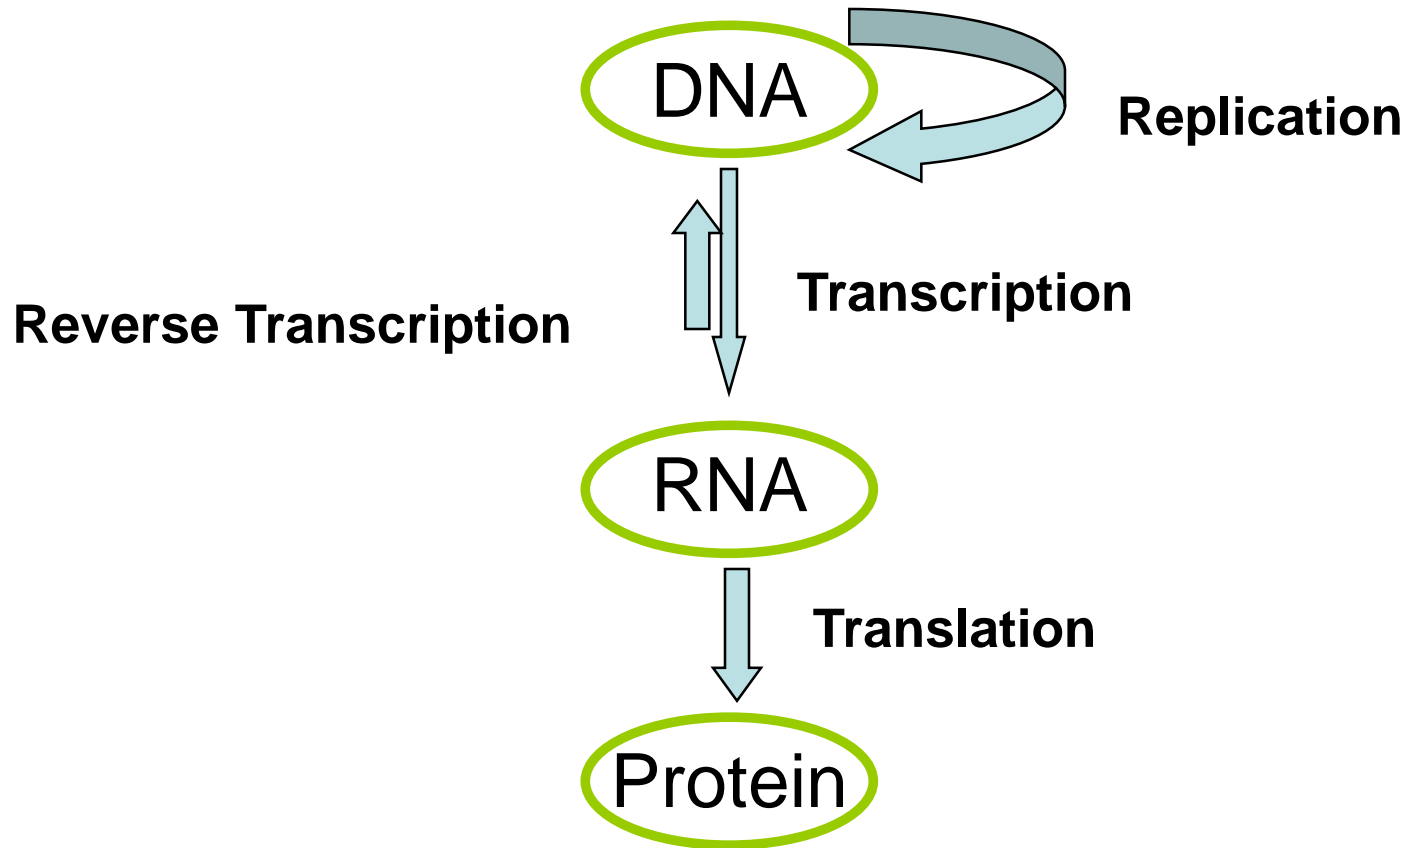 DNA
Replication
Transcription
Reverse Transcription
RNA
Translation
Protein